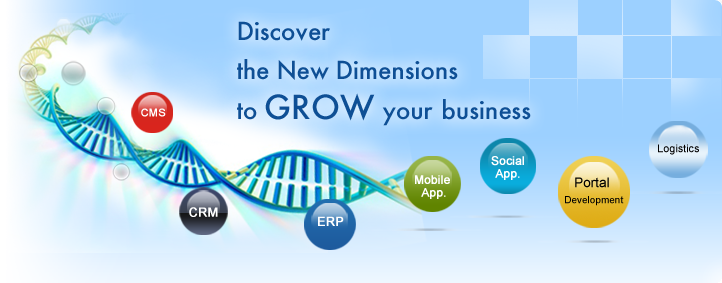 Discover
the New Dimensions
to GROW your business
CMS
CRM
ERP
Mobile
App.
Social
App.
Portal
Development
Logistics